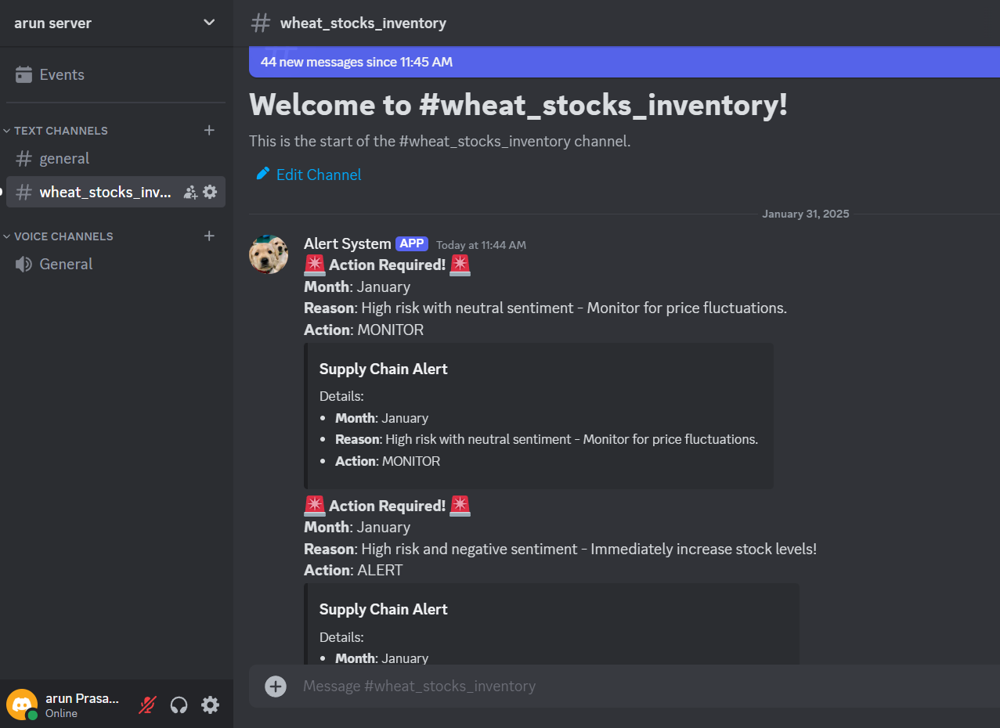 arun server
Events
TEXT CHANNELS
general
wheat_stocks_inv...
VOICE CHANNELS
General
arun Prasa...
Online
wheat_stocks_inventory
44 new messages since 11:45 AM
Welcome to #wheat_stocks_inventory!
This is the start of the #wheat_stocks_inventory channel.
Edit Channel
January 31, 2025
Alert System APP Today at 11:44 AM
🚨 Action Required! 🚨
Month: January
Reason: High risk with neutral sentiment - Monitor for price fluctuations.
Action: MONITOR
Supply Chain Alert
Details:
• Month: January
• Reason: High risk with neutral sentiment - Monitor for price fluctuations.
• Action: MONITOR
🚨 Action Required! 🚨
Month: January
Reason: High risk and negative sentiment - Immediately increase stock levels!
Action: ALERT
Supply Chain Alert
Details:
• Month: January
Message #wheat_stocks_inventory